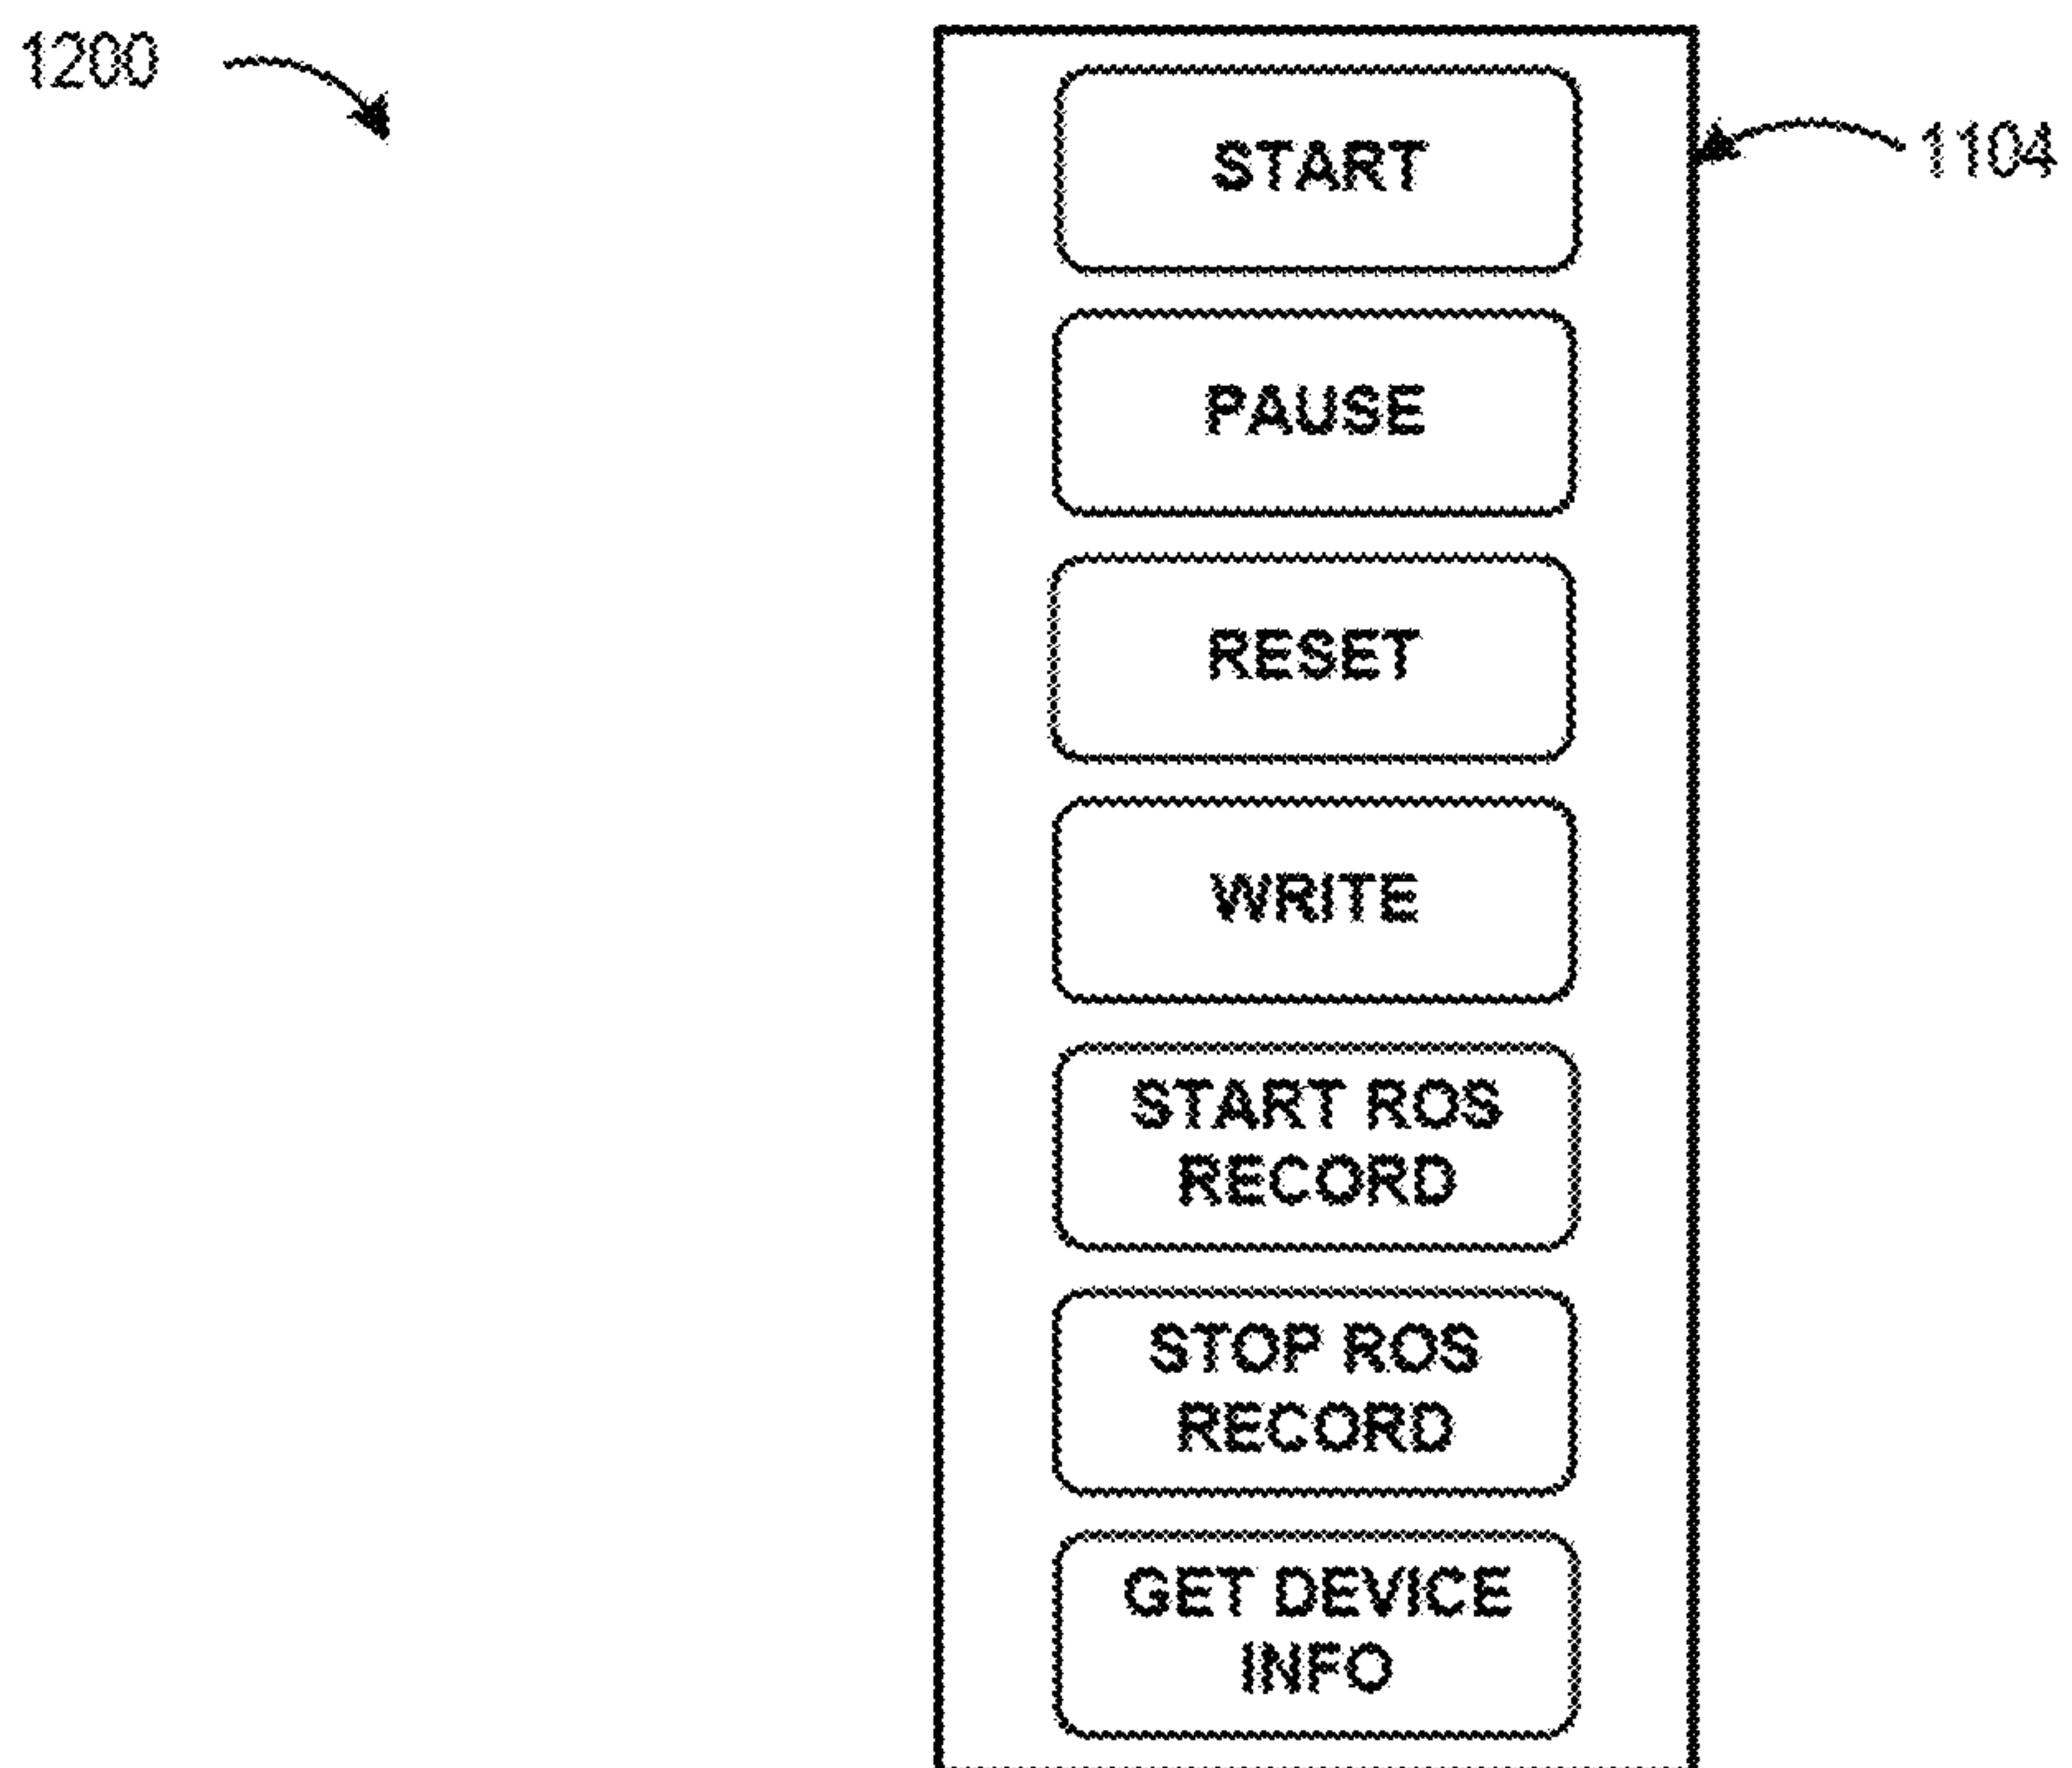 1200
START
1104
PAUSE
RESET
WRITE
START ROS
RECORD
STOP ROS
RECORD
GET DEVICE
INFO